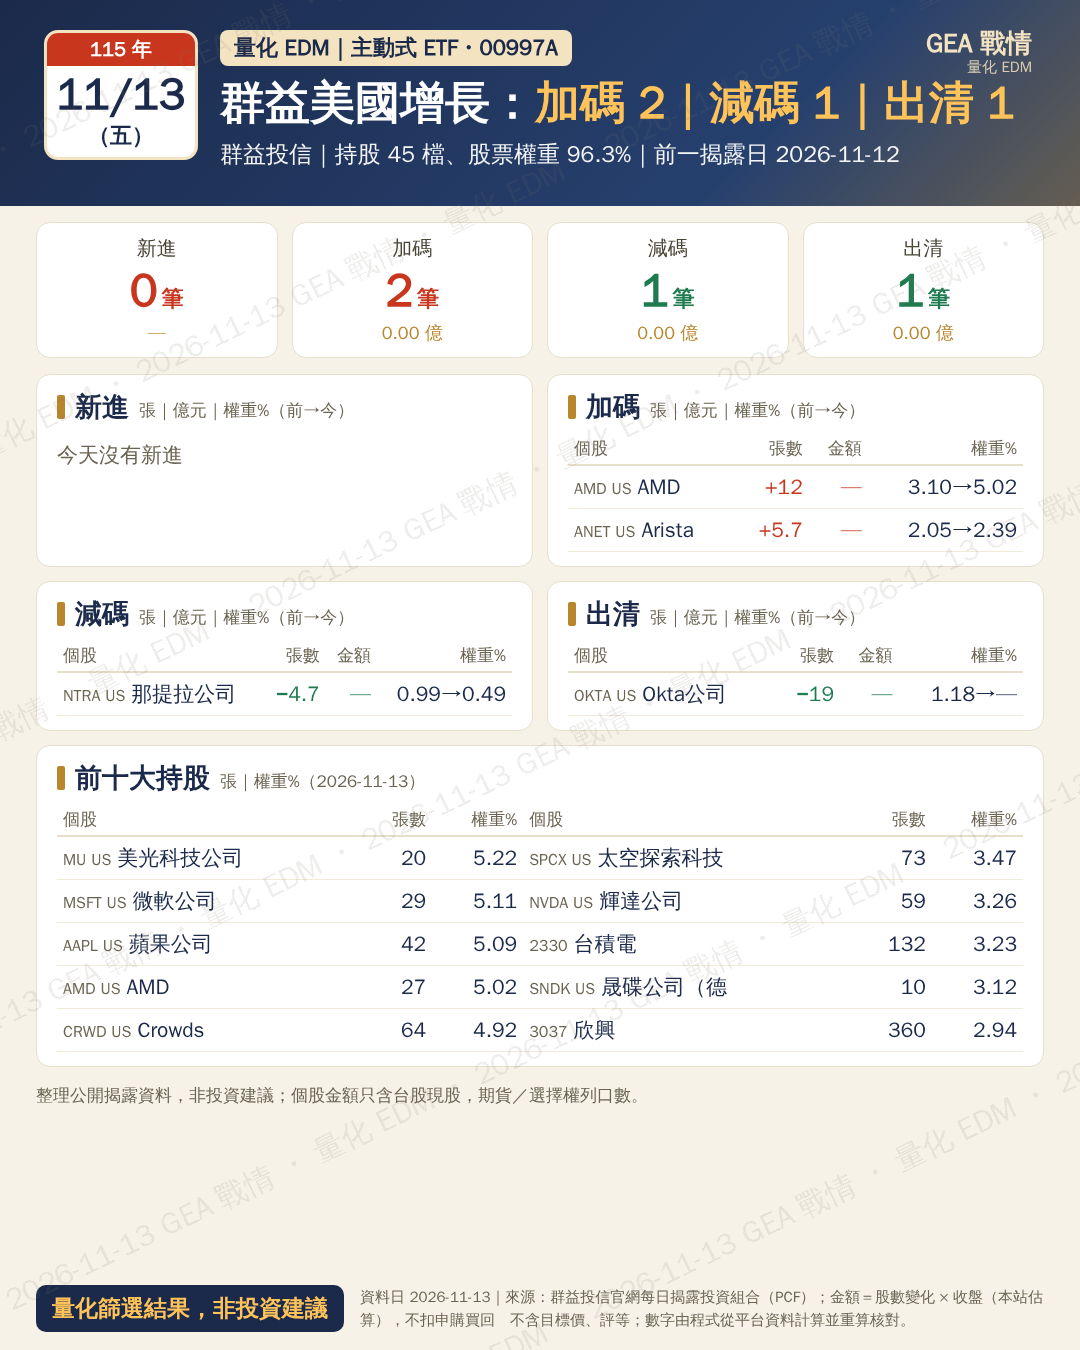 115 年
11/13
（五）
量化 EDM｜主動式 ETF・00997A
群益美國增長：加碼 2｜減碼 1｜出清 1
群益投信｜持股 45 檔、股票權重 96.3%｜前一揭露日 2026-11-12
GEA 戰情
量化 EDM
新進
0筆
—
加碼
2筆
0.00 億
減碼
1筆
0.00 億
出清
1筆
0.00 億
新進 張｜億元｜權重%（前→今）
今天沒有新進
加碼 張｜億元｜權重%（前→今）
個股 張數 金額 權重%
AMD US AMD +12 — 3.10→5.02
ANET US Arista +5.7 — 2.05→2.39
減碼 張｜億元｜權重%（前→今）
個股 張數 金額 權重%
NTRA US 那提拉公司 −4.7 — 0.99→0.49
出清 張｜億元｜權重%（前→今）
個股 張數 金額 權重%
OKTA US Okta公司 −19 — 1.18→—
前十大持股 張｜權重%（2026-11-13）
個股 張數 權重% 個股 張數 權重%
MU US 美光科技公司 20 5.22 SPCX US 太空探索科技 73 3.47
MSFT US 微軟公司 29 5.11 NVDA US 輝達公司 59 3.26
AAPL US 蘋果公司 42 5.09 2330 台積電 132 3.23
AMD US AMD 27 5.02 SNDK US 晟碟公司（德 10 3.12
CRWD US Crowds 64 4.92 3037 欣興 360 2.94
整理公開揭露資料，非投資建議；個股金額只含台股現股，期貨／選擇權列口數。
量化篩選結果，非投資建議
資料日 2026-11-13｜來源：群益投信官網每日揭露投資組合（PCF）；金額＝股數變化 × 收盤（本站估
算），不扣申購買回　不含目標價、評等；數字由程式從平台資料計算並重算核對。